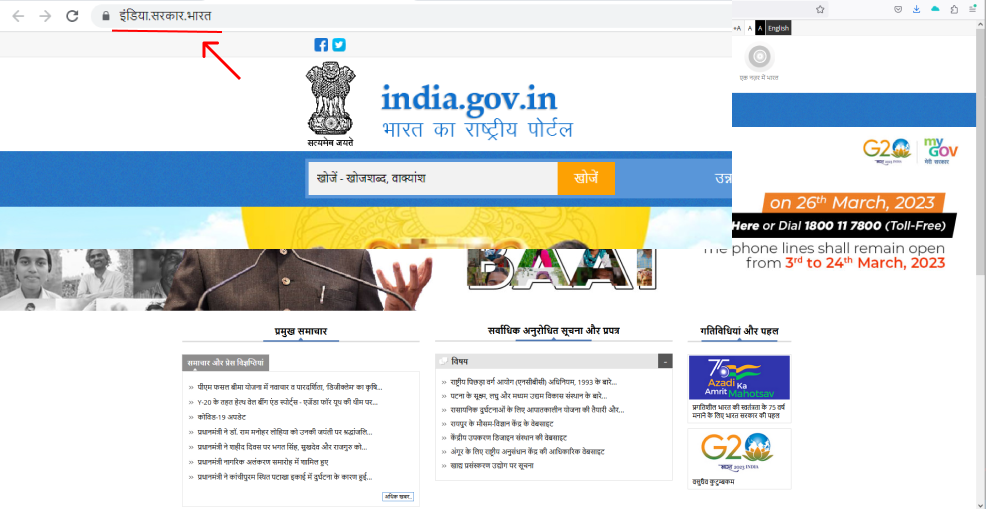 इंडिया.सरकार.भारत
+A A A English
एक नज़र में भारत
सत्यमेव जयते
india.gov.in
भारत का राष्ट्रीय पोर्टल
खोजें - खोजशब्द, वाक्यांश
खोजें
उन्न
G20
my GOV
मेरी सरकार
on 26th March, 2023
Here or Dial 1800 11 7800 (Toll-Free)
The phone lines shall remain open
from 3rd to 24th March, 2023
BAAT
प्रमुख समाचार
समाचार और प्रेस विज्ञप्तियां
पीएम फसल बीमा योजना में नवाचार व पारदर्शिता, 'डिजीक्लेम' का कृषि...
Y-20 के तहत हेल्थ वेल बींग एंड स्पोर्ट्स - एजेंडा फॉर यूथ की थीम पर...
कोविड-19 अपडेट
प्रधानमंत्री ने डॉ. राम मनोहर लोहिया को उनकी जयंती पर श्रद्धांजलि...
प्रधानमंत्री ने शहीद दिवस पर भगत सिंह, सुखदेव और राजगुरु को...
प्रधानमंत्री नागरिक अलंकरण समारोह में शामिल हुए
प्रधानमंत्री ने कांचीपुरम स्थित पटाखा इकाई में दुर्घटना के कारण हुई...
अधिक खबर..
सर्वाधिक अनुरोधित सूचना और प्रपत्र
विषय
राष्ट्रीय पिछड़ा वर्ग आयोग (एनसीबीसी) अधिनियम, 1993 के बारे...
पटना के सूक्ष्म, लघु और मध्यम उद्यम विकास संस्थान के बारे...
रासायनिक दुर्घटनाओं के लिए आपातकालीन योजना की तैयारी और...
रायपुर के मौसम-विज्ञान केंद्र के वेबसाइट
केंद्रीय उपकरण डिजाइन संस्थान की वेबसाइट
अंगूर के लिए राष्ट्रीय अनुसंधान केंद्र की आधिकारिक वेबसाइट
खाद्य प्रसंस्करण उद्योग पर सूचना
गतिविधियां और पहल
75
Azadi Ka
Amrit Mahotsav
प्रगतिशील भारत की स्वतंत्रता के 75 वर्ष
मनाने के लिए भारत सरकार की पहल
G20
भारत 2023 INDIA
वसुधैव कुटुम्बकम